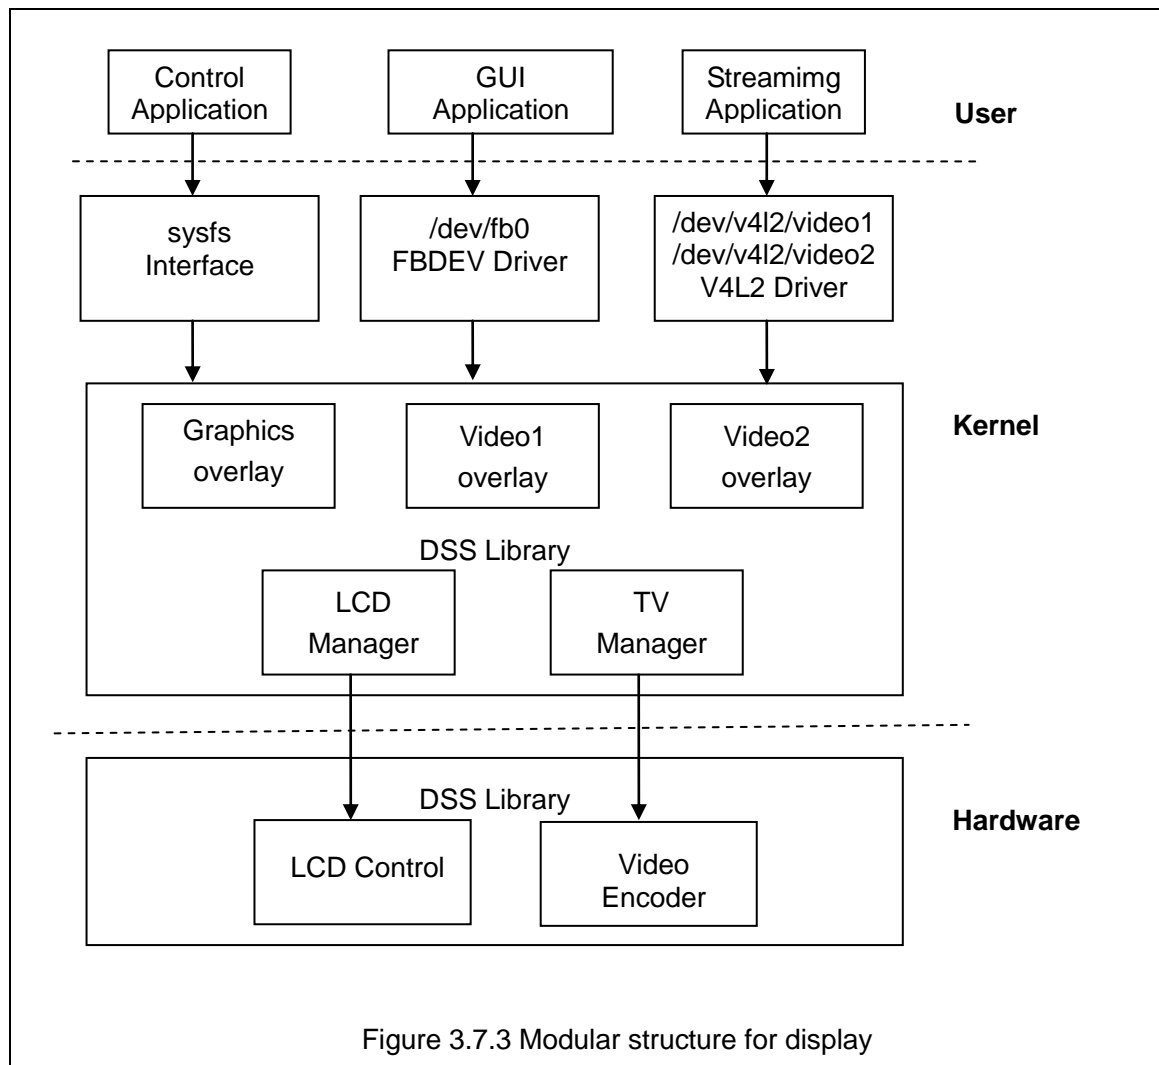 Control
Application
GUI
Application
Streamimg
Application
User
sysfs
Interface
/dev/fb0
FBDEV Driver
/dev/v4l2/video1
/dev/v4l2/video2
V4L2 Driver
Graphics
overlay
Video1
overlay
Video2
overlay
Kernel
DSS Library
LCD
Manager
TV
Manager
DSS Library
Hardware
LCD Control
Video
Encoder
Figure 3.7.3 Modular structure for display